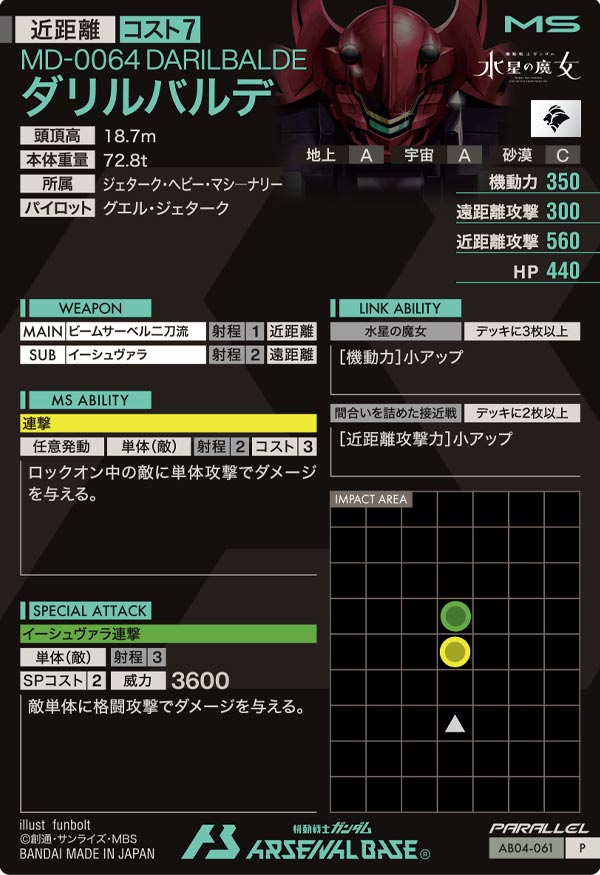 近距離 コスト7
MS
MD-0064 DARILBALDE
ダリルバルデ
機動戦士ガンダム
水星の魔女
頭頂高 18.7m
本体重量 72.8t
所属 ジェターク・ヘビー・マシーナリー
パイロット グエル・ジェターク
地上 A 宇宙 A 砂漠 C
機動力 350
遠距離攻撃 300
近距離攻撃 560
HP 440
WEAPON
MAIN ビームサーベル二刀流 射程 1 近距離
SUB イーシュヴァラ 射程 2 遠距離
MS ABILITY
連撃
任意発動 単体(敵) 射程 2 コスト 3
ロックオン中の敵に単体攻撃でダメージ
を与える。
SPECIAL ATTACK
イーシュヴァラ連撃
単体(敵) 射程 3
SPコスト 2 威力 3600
敵単体に格闘攻撃でダメージを与える。
LINK ABILITY
水星の魔女 デッキに3枚以上
[機動力]小アップ
間合いを詰めた接近戦 デッキに2枚以上
[近距離攻撃力]小アップ
IMPACT AREA
illust funbolt
©創通・サンライズ・MBS
BANDAI MADE IN JAPAN
機動戦士ガンダム
ARSENAL BASE®
PARALLEL
AB04-061 P